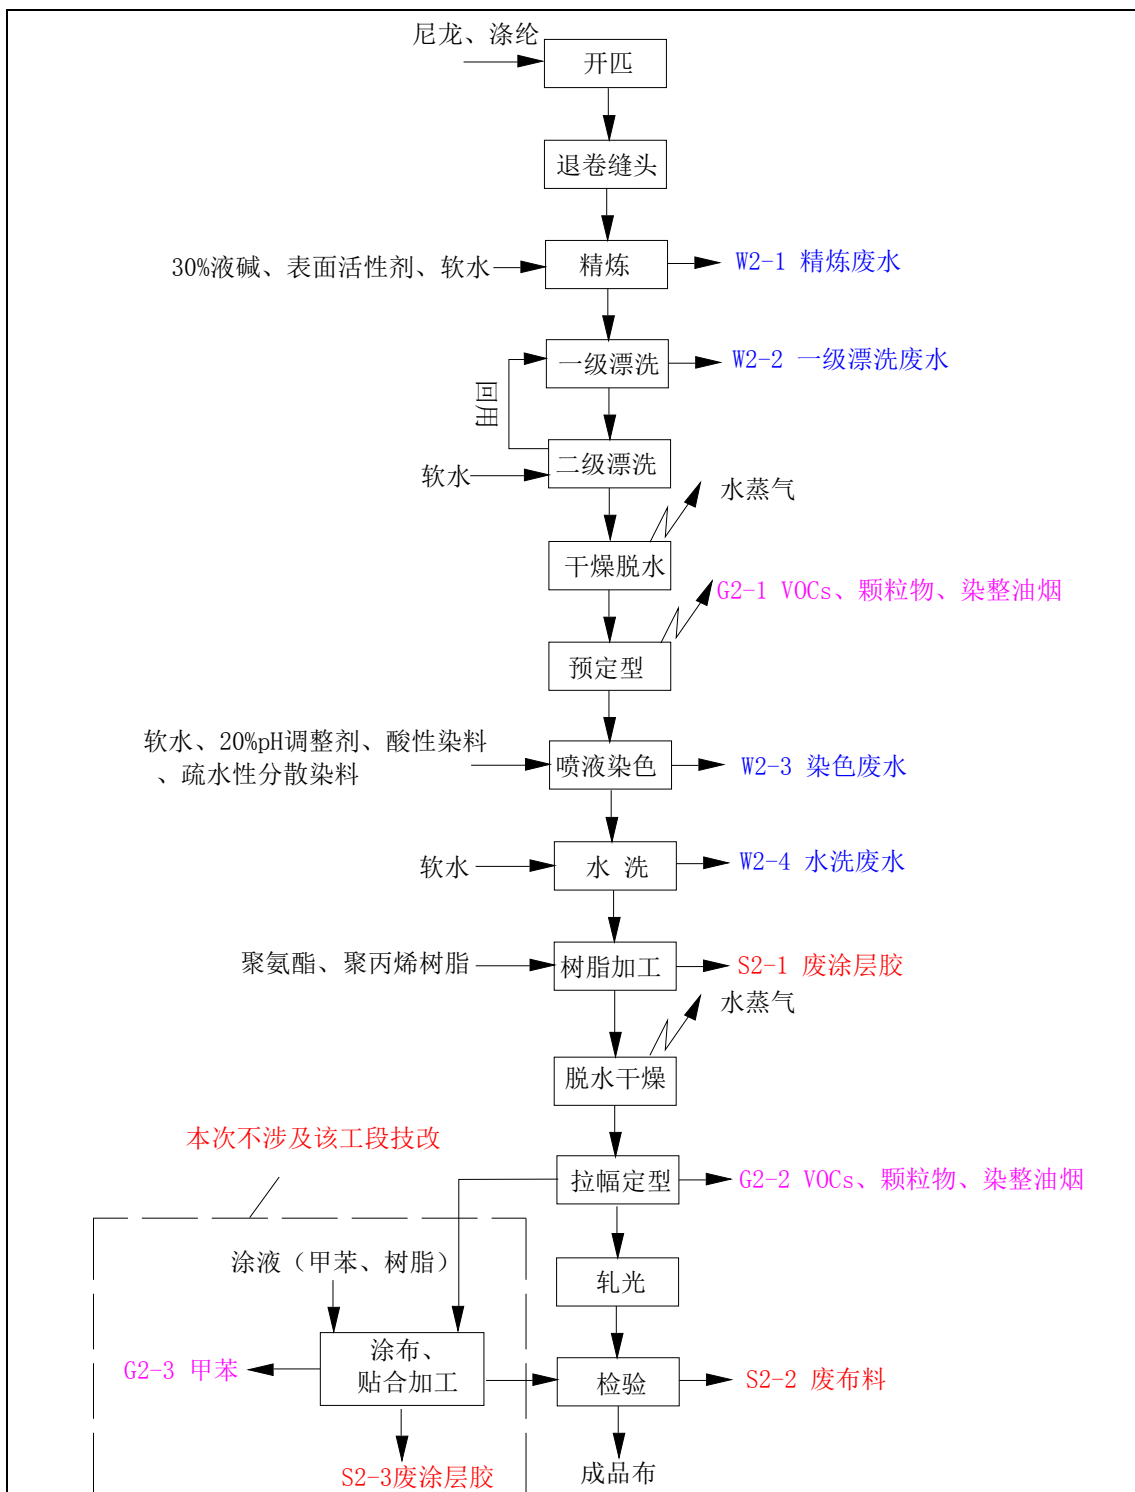 尼龙、涤纶
开匹
退卷缝头
30%液碱、表面活性剂、软水
精炼
W2-1 精炼废水
一级漂洗
W2-2 一级漂洗废水
回用
二级漂洗
软水
水蒸气
干燥脱水
G2-1 VOCs、颗粒物、染整油烟
预定型
软水、20%pH调整剂、酸性染料
、疏水性分散染料
喷液染色
W2-3 染色废水
软水
水 洗
W2-4 水洗废水
聚氨酯、聚丙烯树脂
树脂加工
S2-1 废涂层胶
水蒸气
脱水干燥
本次不涉及该工段技改
拉幅定型
G2-2 VOCs、颗粒物、染整油烟
涂液（甲苯、树脂）
轧光
涂布、
贴合加工
G2-3 甲苯
检验
S2-2 废布料
S2-3废涂层胶
成品布